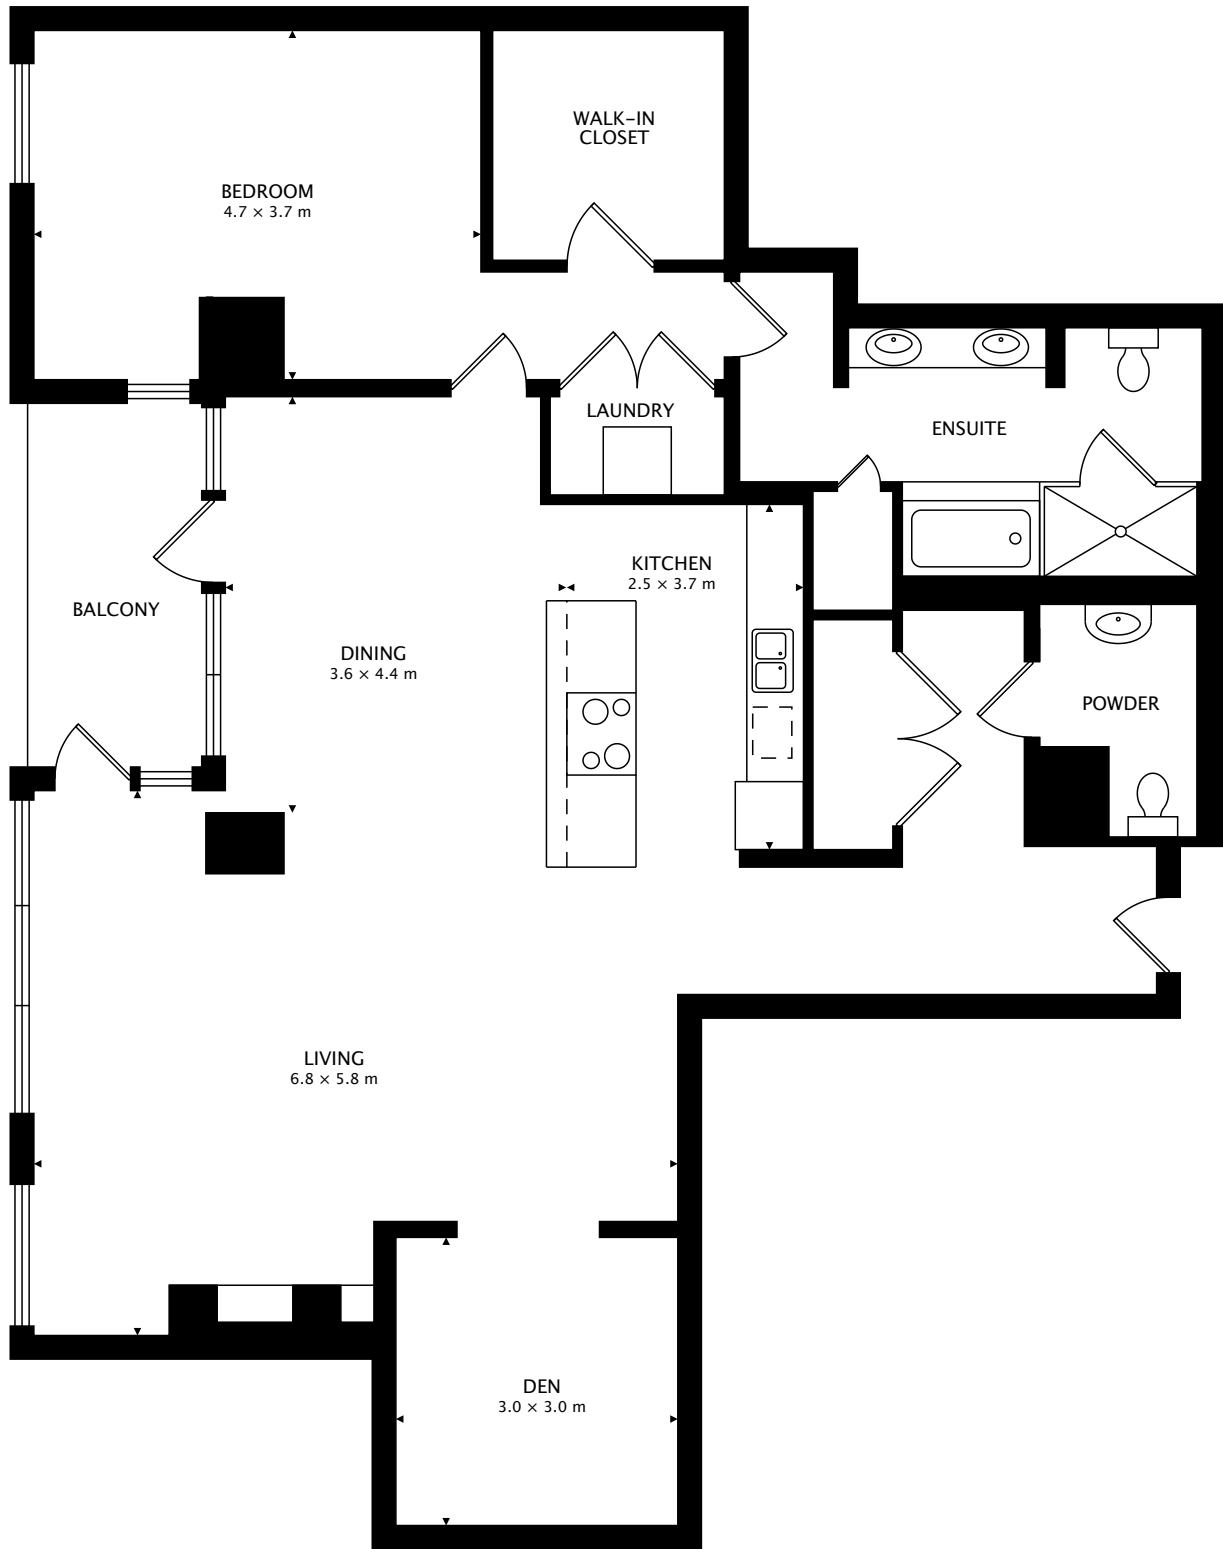 WALK-IN
CLOSET
BEDROOM
4.7 × 3.7 m
LAUNDRY
ENSUITE
KITCHEN
2.5 × 3.7 m
BALCONY
DINING
3.6 × 4.4 m
POWDER
LIVING
6.8 × 5.8 m
DEN
3.0 × 3.0 m